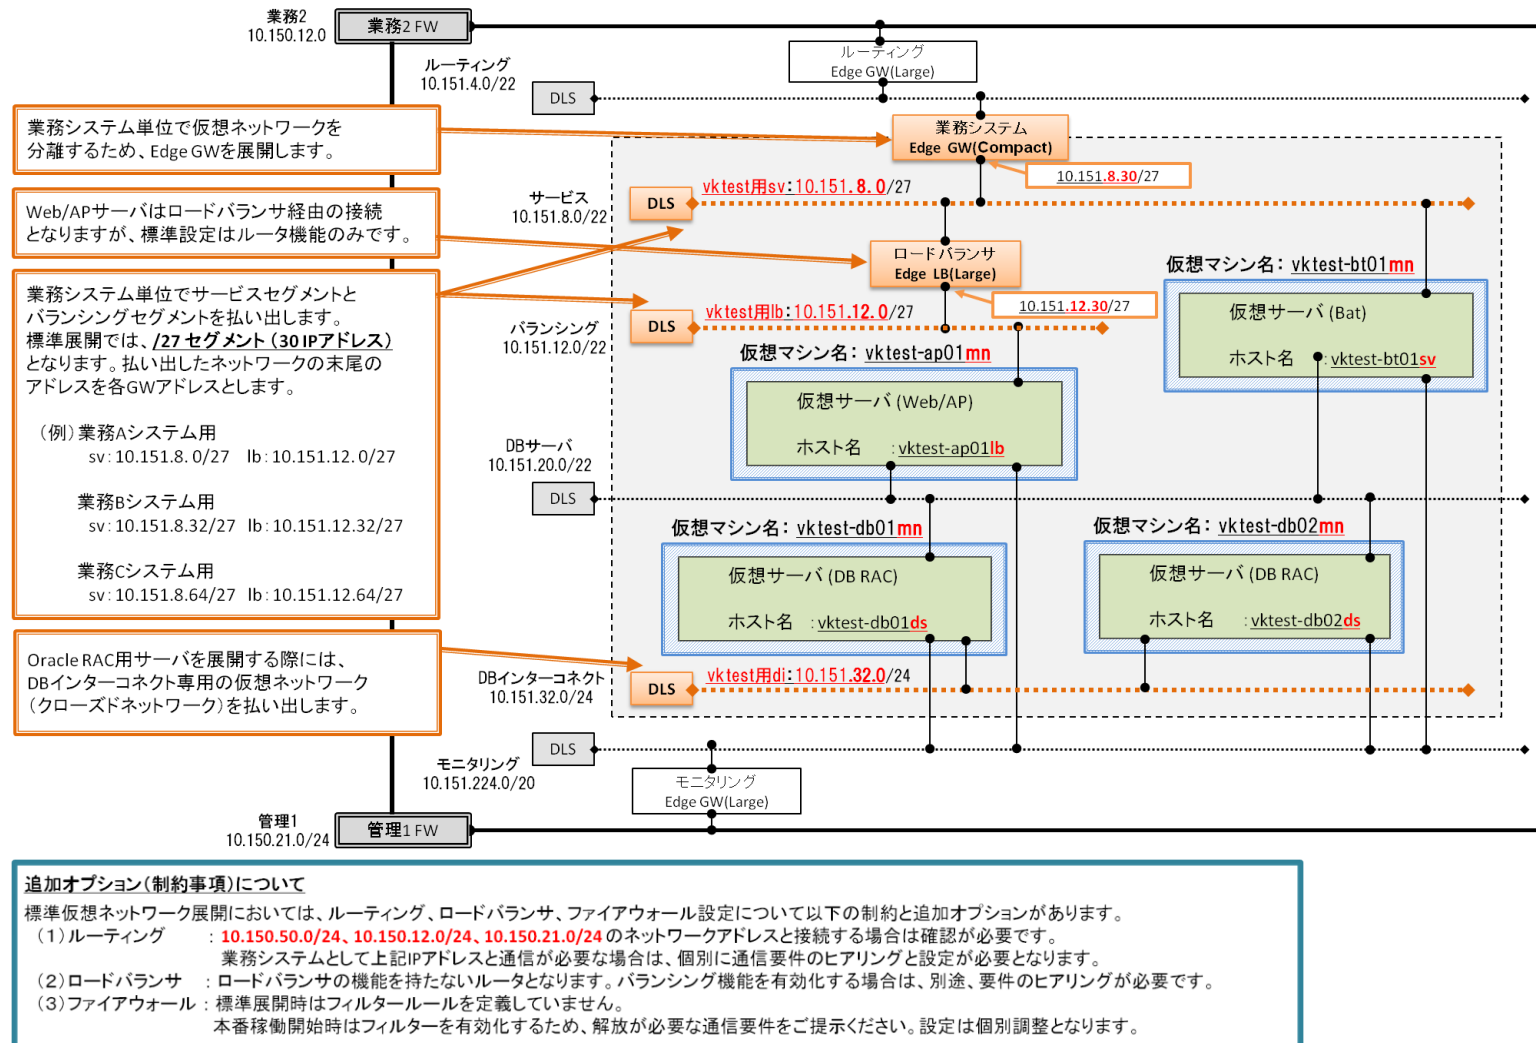 業務2
10.150.12.0
業務2 FW
ルーティング
10.151.4.0/22
DLS
ルーティング
Edge GW(Large)
業務システム単位で仮想ネットワークを
分離するため、Edge GWを展開します。
業務システム
Edge GW(Compact)
10.151.8.30/27
Web/APサーバはロードバランサ経由の接続
となりますが、標準設定はルータ機能のみです。
サービス
10.151.8.0/22
DLS
vktest用sv：10.151.8.0/27
ロードバランサ
Edge LB(Large)
10.151.12.30/27
業務システム単位でサービスセグメントと
バランシングセグメントを払い出します。
標準展開では、/27 セグメント（30 IPアドレス）
となります。払い出したネットワークの末尾の
アドレスを各GWアドレスとします。
（例）業務Aシステム用
sv：10.151.8. 0/27 lb：10.151.12. 0/27
業務Bシステム用
sv：10.151.8.32/27 lb：10.151.12.32/27
業務Cシステム用
sv：10.151.8.64/27 lb：10.151.12.64/27
バランシング
10.151.12.0/22
DLS
vktest用lb：10.151.12.0/27
仮想マシン名： vktest-bt01mn
仮想サーバ (Bat)
ホスト名 ：vktest-bt01sv
仮想マシン名： vktest-ap01mn
仮想サーバ (Web/AP)
ホスト名 ：vktest-ap01lb
DBサーバ
10.151.20.0/22
DLS
仮想マシン名： vktest-db01mn
仮想サーバ (DB RAC)
ホスト名 ：vktest-db01ds
仮想マシン名： vktest-db02mn
仮想サーバ (DB RAC)
ホスト名 ：vktest-db02ds
Oracle RAC用サーバを展開する際には、
DBインターコネクト専用の仮想ネットワーク
（クローズドネットワーク）を払い出します。
DBインターコネクト
10.151.32.0/24
DLS
vktest用di：10.151.32.0/24
モニタリング
10.151.224.0/20
DLS
モニタリング
Edge GW(Large)
管理1
10.150.21.0/24
管理1 FW
追加オプション（制約事項）について
標準仮想ネットワーク展開においては、ルーティング、ロードバランサ、ファイアウォール設定について以下の制約と追加オプションがあります。
（1）ルーティング ：10.150.50.0/24、10.150.12.0/24、10.150.21.0/24 のネットワークアドレスと接続する場合は確認が必要です。
業務システムとして上記IPアドレスと通信が必要な場合は、個別に通信要件のヒアリングと設定が必要となります。
（2）ロードバランサ ：ロードバランサの機能を持たないルータとなります。バランシング機能を有効化する場合は、別途、要件のヒアリングが必要です。
（3）ファイアウォール：標準展開時はフィルタールールを定義していません。
本番稼働開始時はフィルターを有効化するため、解放が必要な通信要件をご提示ください。設定は個別調整となります。